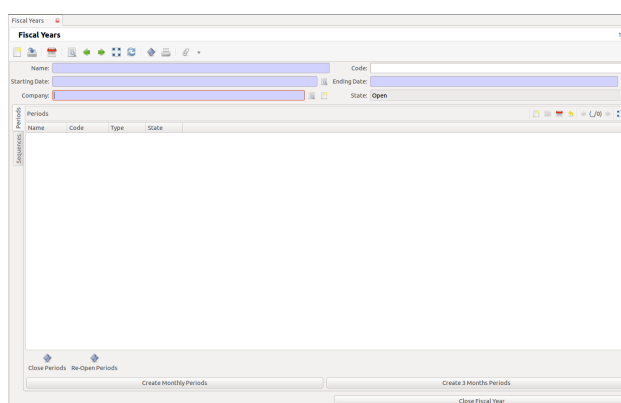 Fiscal Years
Fiscal Years
Name: Code:
Starting Date: Ending Date:
Company: State: Open
Periods
Sequences
Periods (_/0)
Name Code Type State
Close Periods Re-Open Periods
Create Monthly Periods Create 3 Months Periods
Close Fiscal Year